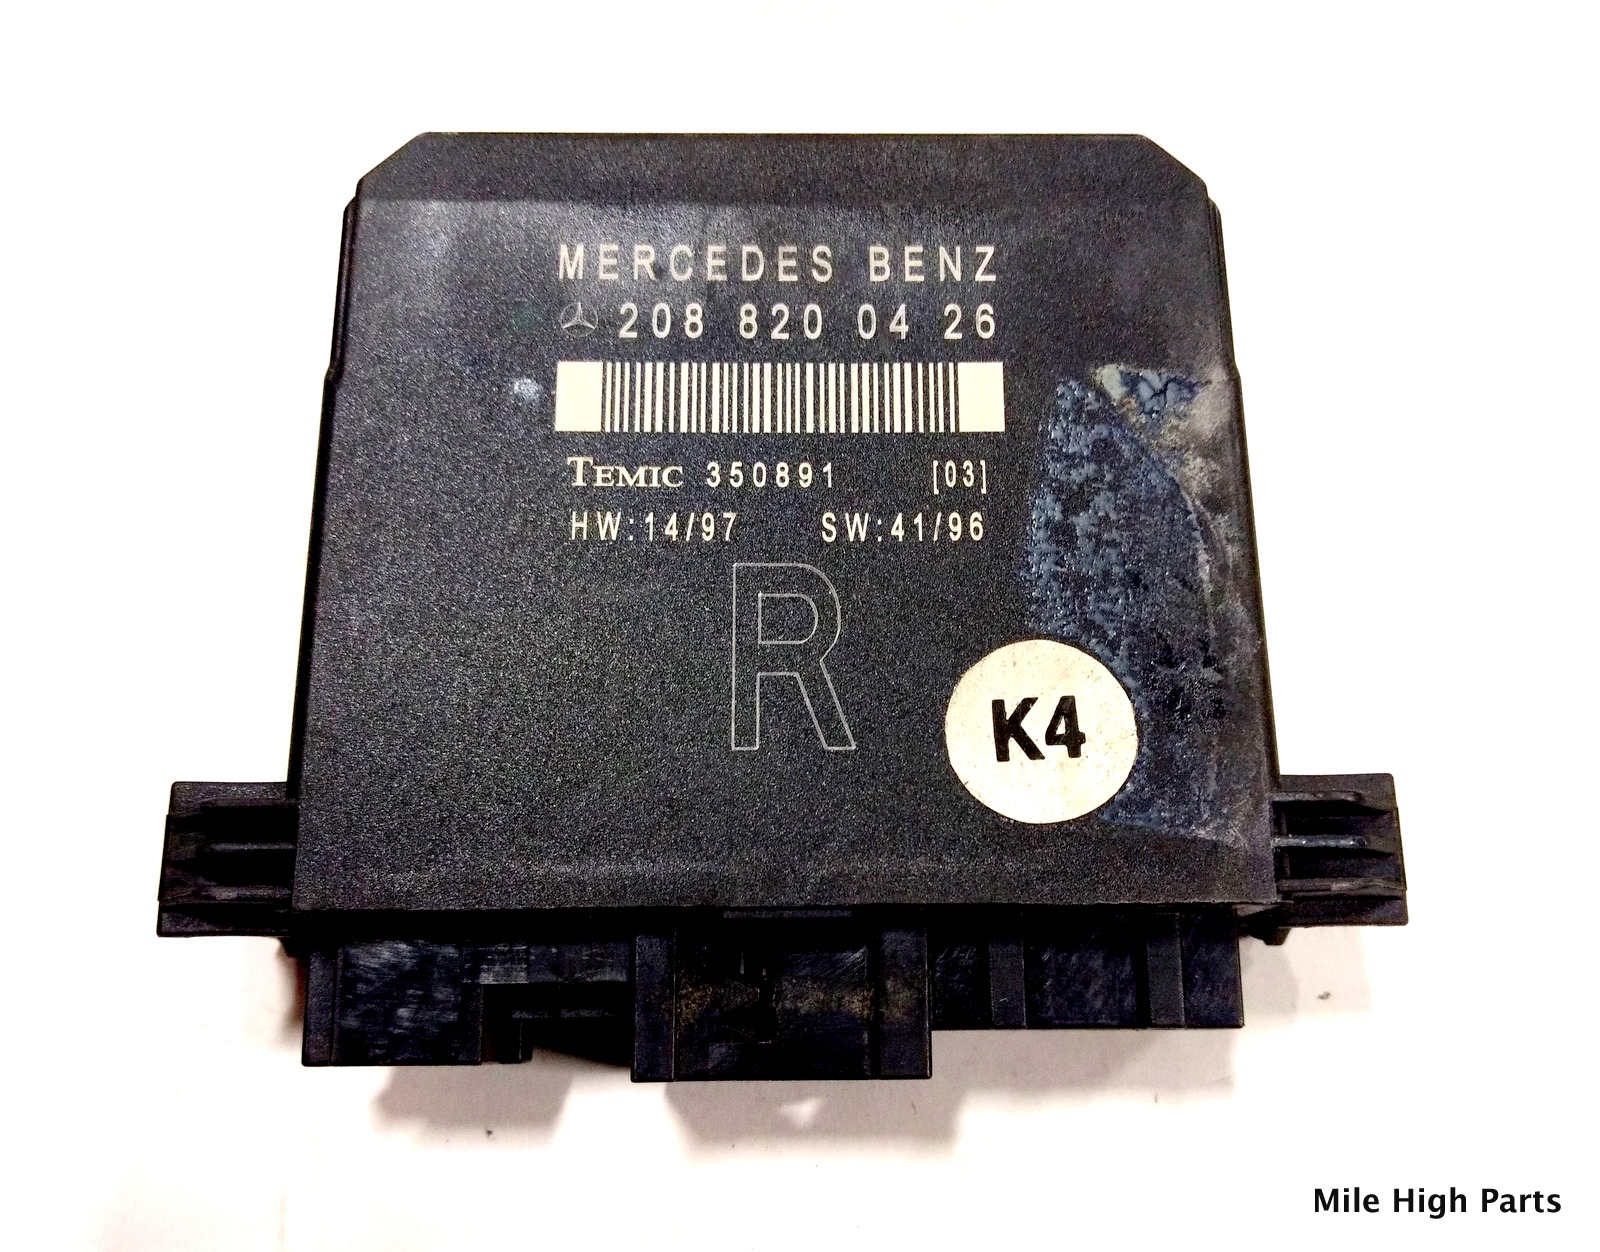 MERCEDES BENZ
208 820 04 26
TEMIC 350891 [03]
HW:14/97 SW:41/96
R
K4
Mile High Parts